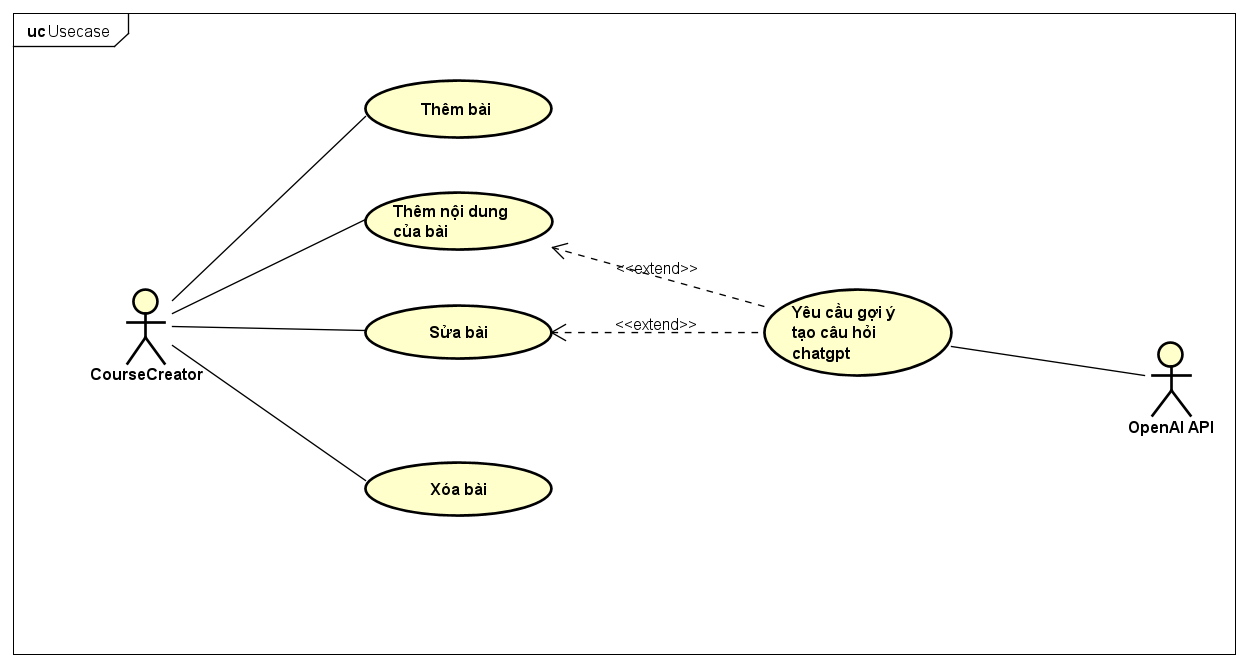 uc Usecase
Thêm bài
Thêm nội dung
của bài
<<extend>>
Yêu cầu gợi ý
tạo câu hỏi
chatgpt
<<extend>>
Sửa bài
CourseCreator
OpenAI API
Xóa bài